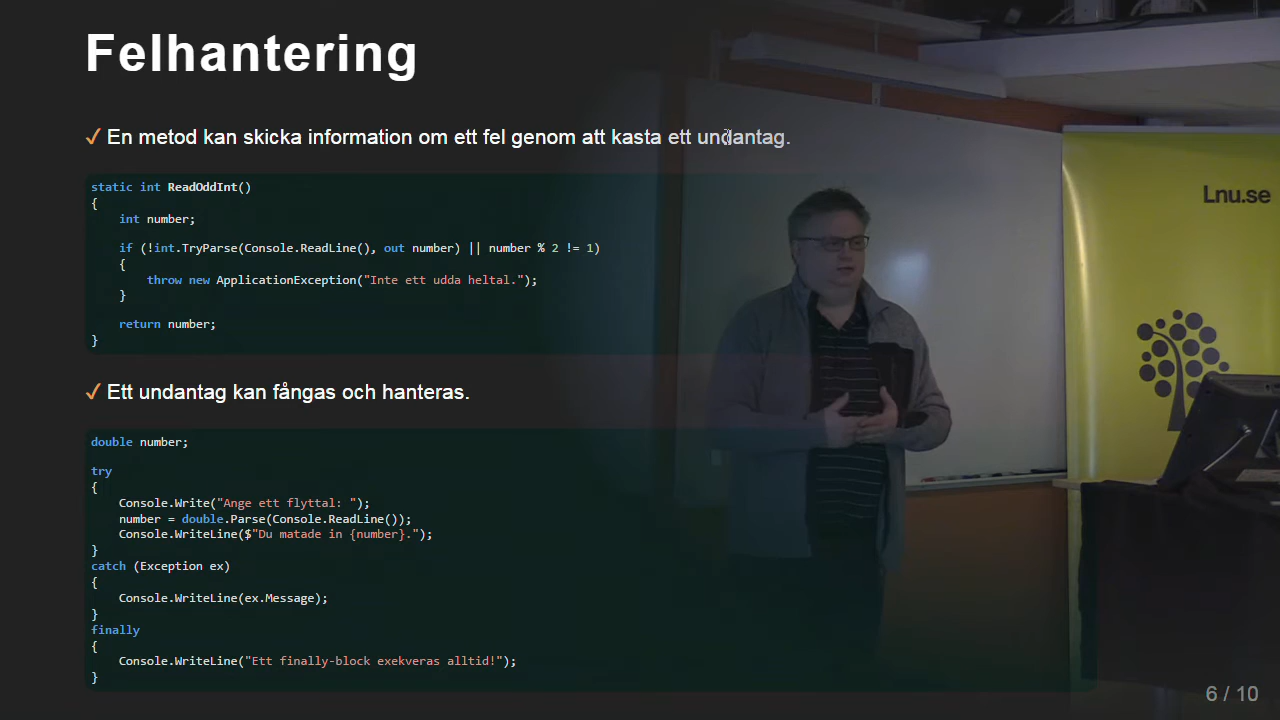 Felhantering
✓ En metod kan skicka information om ett fel genom att kasta ett undantag.
static int ReadOddInt()
{
    int number;
    if (!int.TryParse(Console.ReadLine(), out number) || number % 2 != 1)
    {
        throw new ApplicationException("Inte ett udda heltal.");
    }
    return number;
}
✓ Ett undantag kan fångas och hanteras.
double number;
try
{
    Console.Write("Ange ett flyttal: ");
    number = double.Parse(Console.ReadLine());
    Console.WriteLine($"Du matade in {number}.");
}
catch (Exception ex)
{
    Console.WriteLine(ex.Message);
}
finally
{
    Console.WriteLine("Ett finally-block exekveras alltid!");
}
Lnu.se
6 / 10